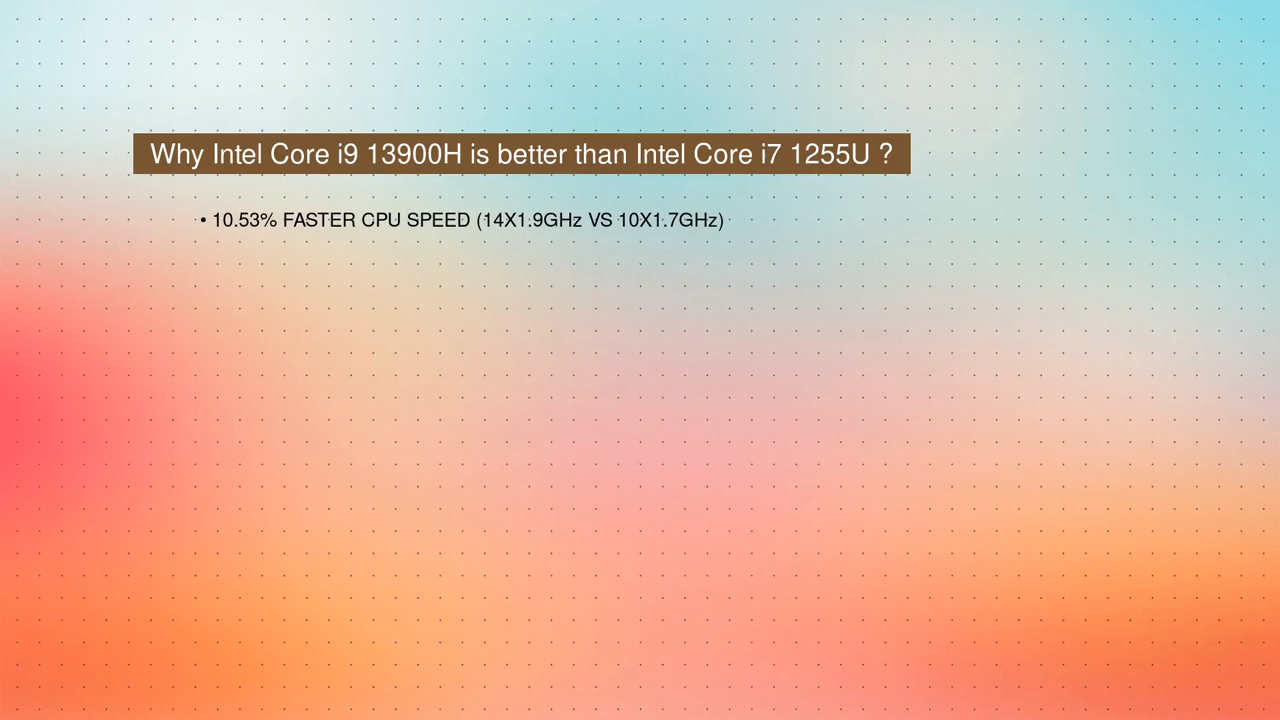 Why Intel Core i9 13900H is better than Intel Core i7 1255U ?
• 10.53% FASTER CPU SPEED (14X1.9GHz VS 10X1.7GHz)